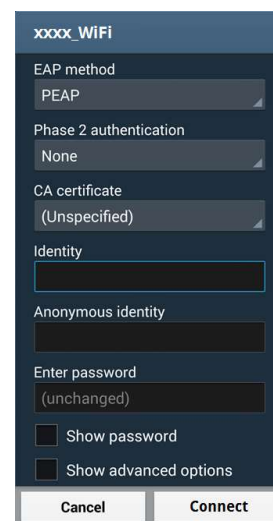 xxxx_WiFi
EAP method
PEAP
Phase 2 authentication
None
CA certificate
(Unspecified)
Identity
Anonymous identity
Enter password
(unchanged)
Show password
Show advanced options
Cancel Connect